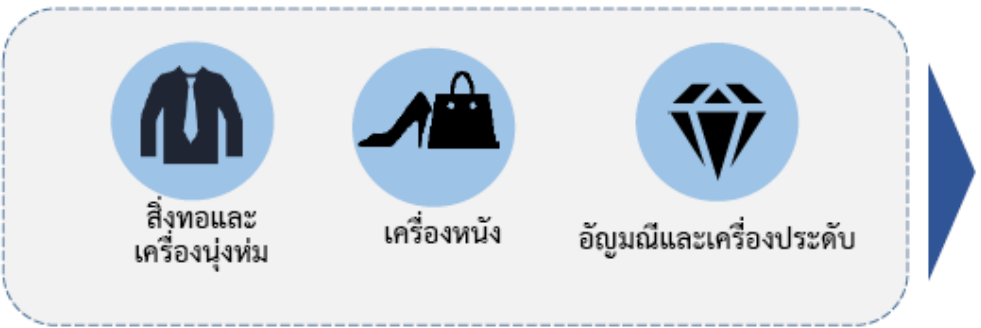 สิ่งทอและ
เครื่องนุ่งห่ม
เครื่องหนัง
อัญมณีและเครื่องประดับ